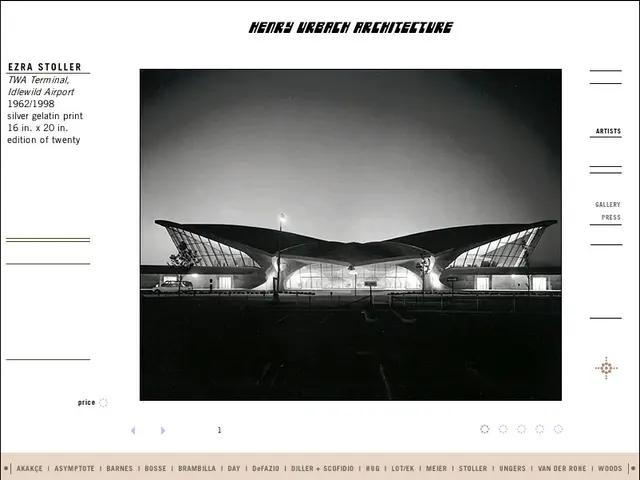 HENRY URBACH ARCHITECTURE
EZRA STOLLER
TWA Terminal,
Idlewild Airport
1962/1998
silver gelatin print
16 in. x 20 in.
edition of twenty
ARTISTS
GALLERY
PRESS
price
1
AKAKÇE | ASYMPTOTE | BARNES | BOSSE | BRAMBILLA | DAY | DeFAZIO | DILLER + SCOFIDIO | HUG | LOT/EK | MEIER | STOLLER | UNGERS | VAN DER ROHE | WOODS